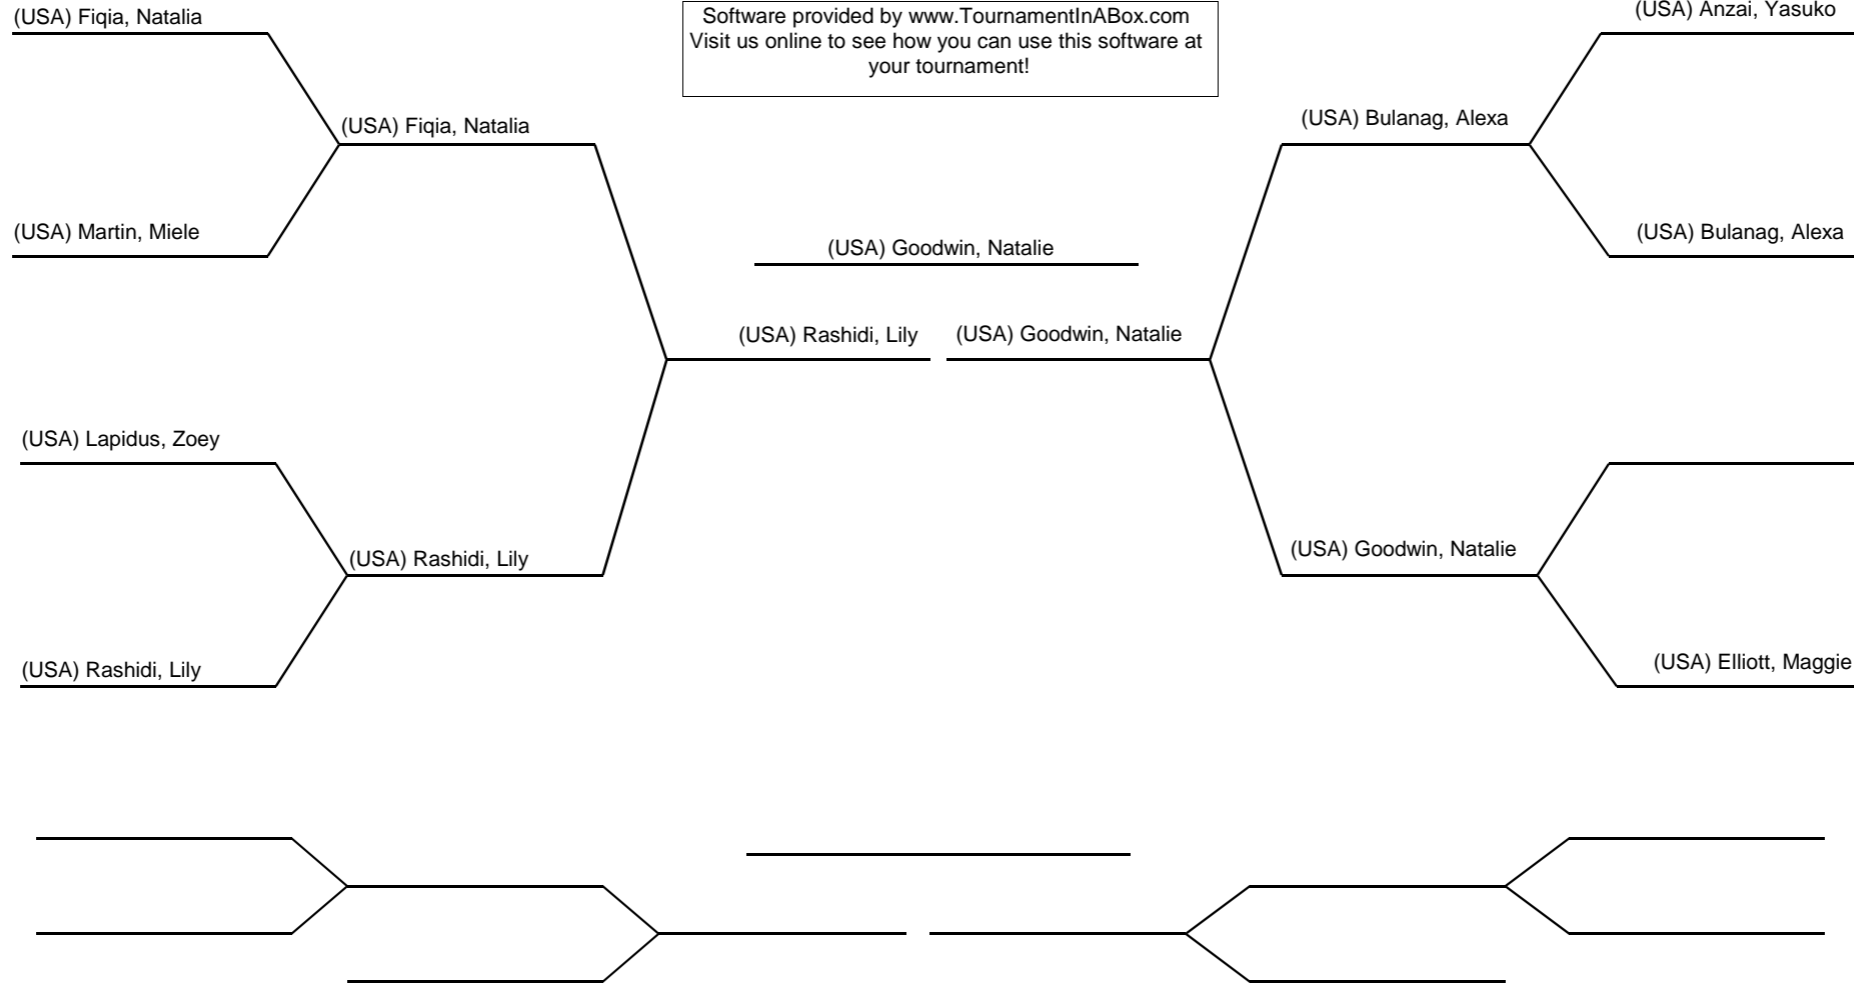 (USA) Fiqia, Natalia
Software provided by www.TournamentInABox.com
Visit us online to see how you can use this software at
your tournament!
(USA) Anzai, Yasuko
(USA) Fiqia, Natalia
(USA) Bulanag, Alexa
(USA) Martin, Miele
(USA) Goodwin, Natalie
(USA) Bulanag, Alexa
(USA) Rashidi, Lily
(USA) Goodwin, Natalie
(USA) Lapidus, Zoey
(USA) Rashidi, Lily
(USA) Goodwin, Natalie
(USA) Rashidi, Lily
(USA) Elliott, Maggie